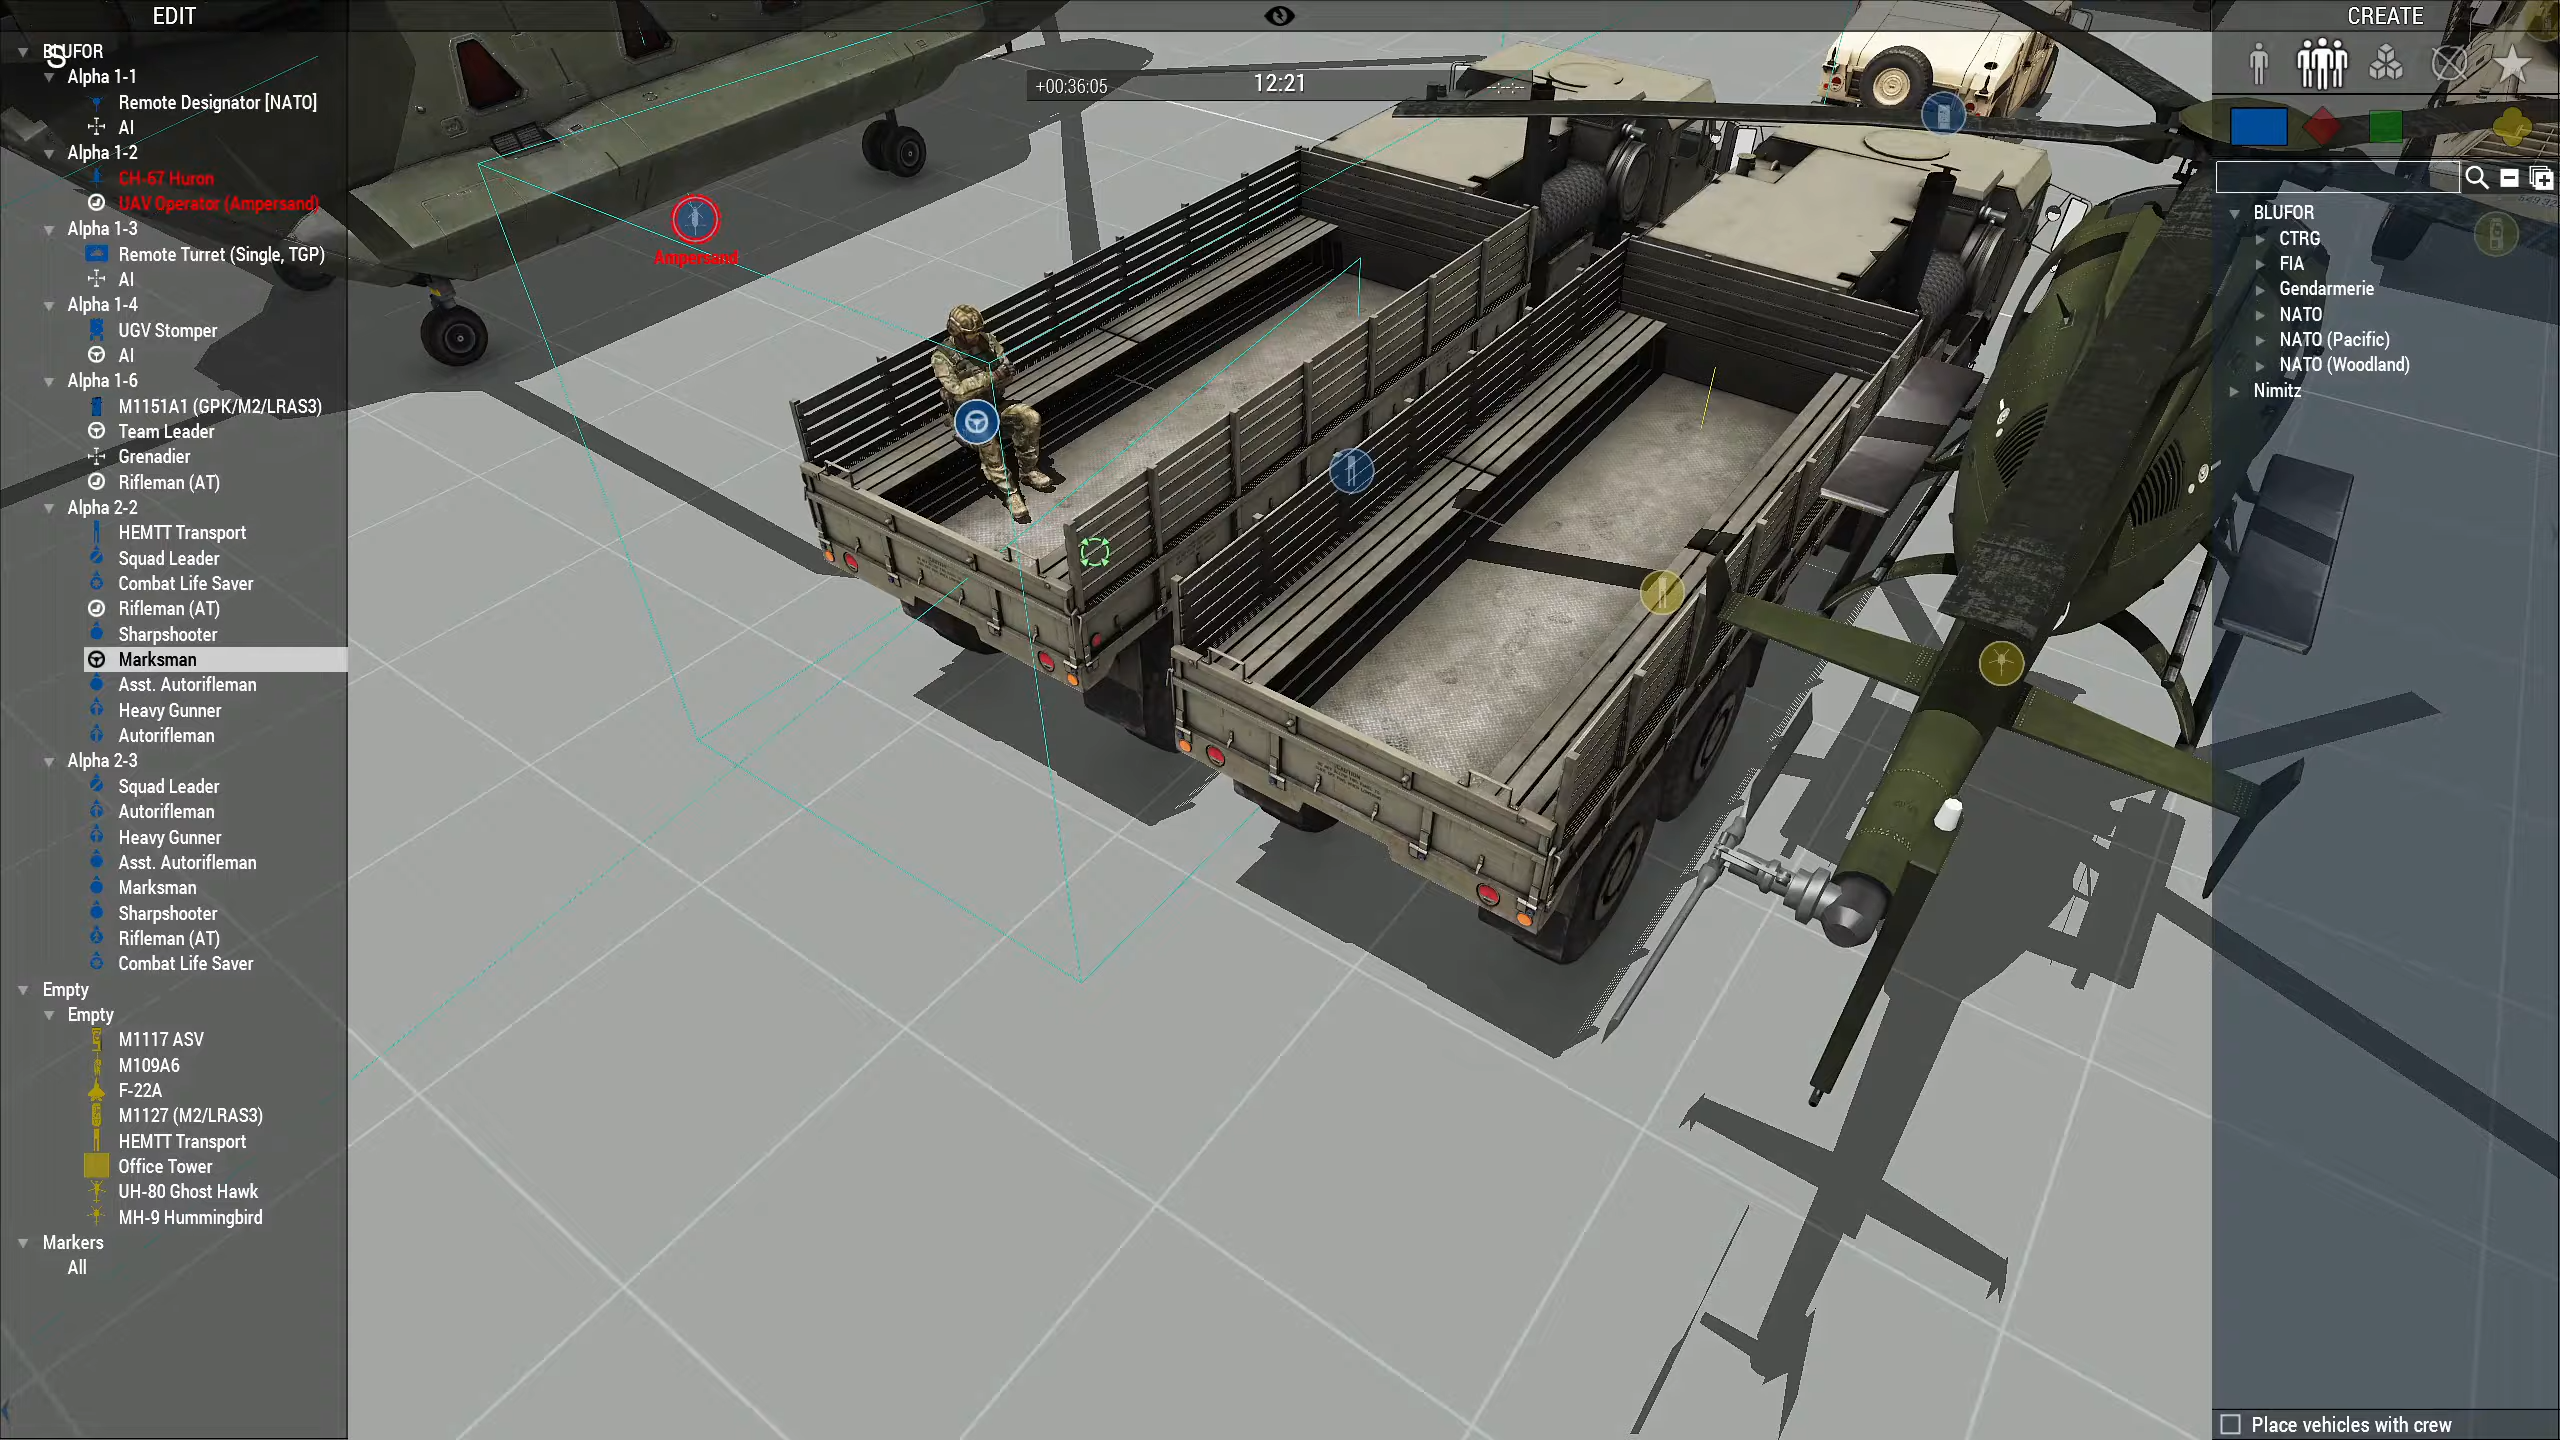 EDIT
BLUFOR
S
Alpha 1-1
Remote Designator [NATO]
AI
Alpha 1-2
CH-67 Huron
UAV Operator (Ampersand)
Alpha 1-3
Remote Turret (Single, TGP)
AI
Alpha 1-4
UGV Stomper
AI
Alpha 1-6
M1151A1 (GPK/M2/LRAS3)
Team Leader
Grenadier
Rifleman (AT)
Alpha 2-2
HEMTT Transport
Squad Leader
Combat Life Saver
Rifleman (AT)
Sharpshooter
Marksman
Asst. Autorifleman
Heavy Gunner
Autorifleman
Alpha 2-3
Squad Leader
Autorifleman
Heavy Gunner
Asst. Autorifleman
Marksman
Sharpshooter
Rifleman (AT)
Combat Life Saver
Empty
Empty
M1117 ASV
M109A6
F-22A
M1127 (M2/LRAS3)
HEMTT Transport
Office Tower
UH-80 Ghost Hawk
MH-9 Hummingbird
Markers
All
+00:36:05
12:21
--:--
Ampersand
CREATE
BLUFOR
CTRG
FIA
Gendarmerie
NATO
NATO (Pacific)
NATO (Woodland)
Nimitz
Place vehicles with crew